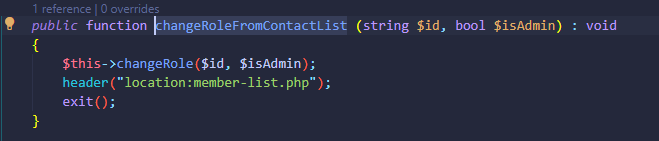 1 reference | 0 overrides
public function changeRoleFromContactList (string $id, bool $isAdmin) : void
{
    $this->changeRole($id, $isAdmin);
    header("location:member-list.php");
    exit();
}